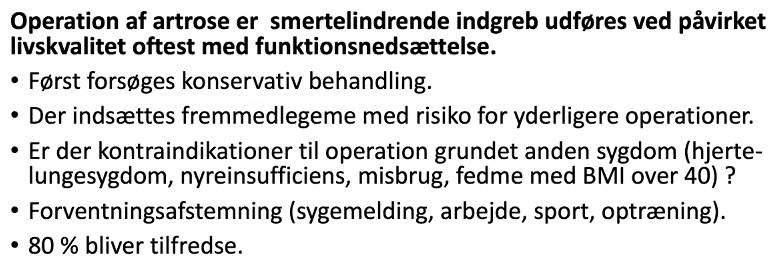 Operation af artrose er  smertelindrende indgreb udføres ved påvirket
livskvalitet oftest med funktionsnedsættelse.
• Først forsøges konservativ behandling.
• Der indsættes fremmedlegeme med risiko for yderligere operationer.
• Er der kontraindikationer til operation grundet anden sygdom (hjerte-
lungesygdom, nyreinsufficiens, misbrug, fedme med BMI over 40) ?
• Forventningsafstemning (sygemelding, arbejde, sport, optræning).
• 80 % bliver tilfredse.